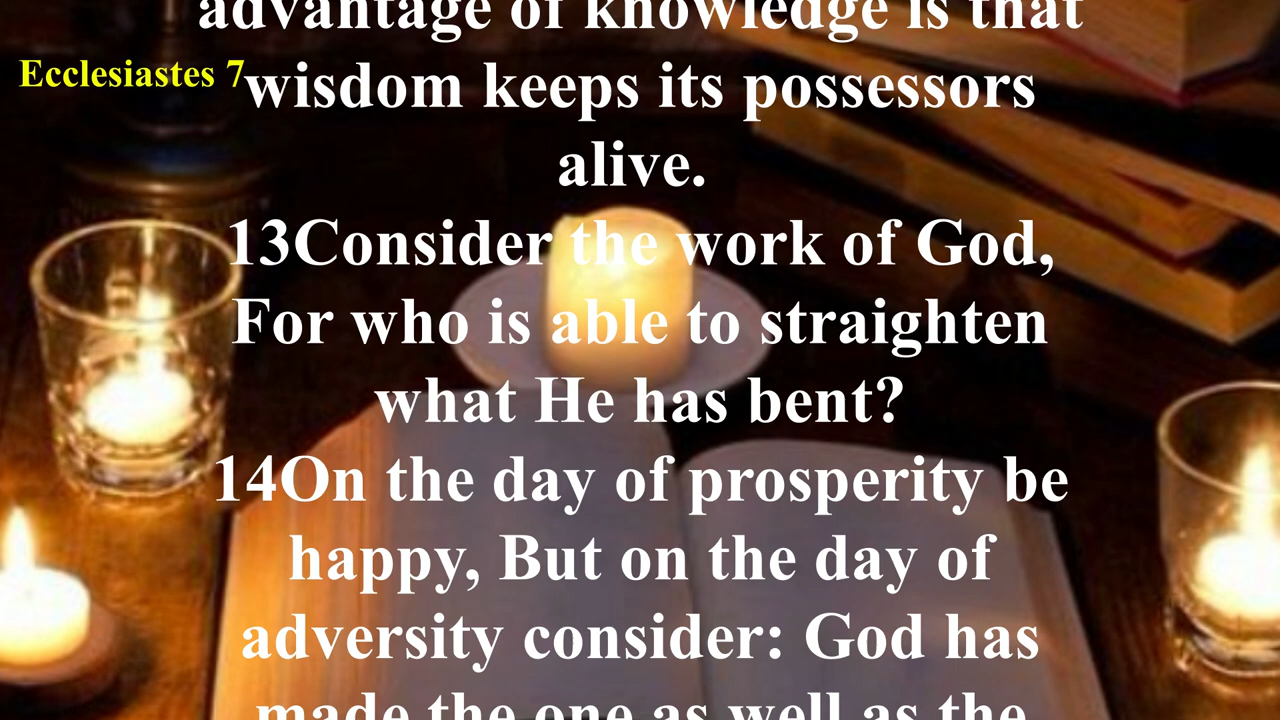 advantage of knowledge is that
Ecclesiastes 7
wisdom keeps its possessors
alive.
13Consider the work of God,
For who is able to straighten
what He has bent?
14On the day of prosperity be
happy, But on the day of
adversity consider: God has
made the one as well as the